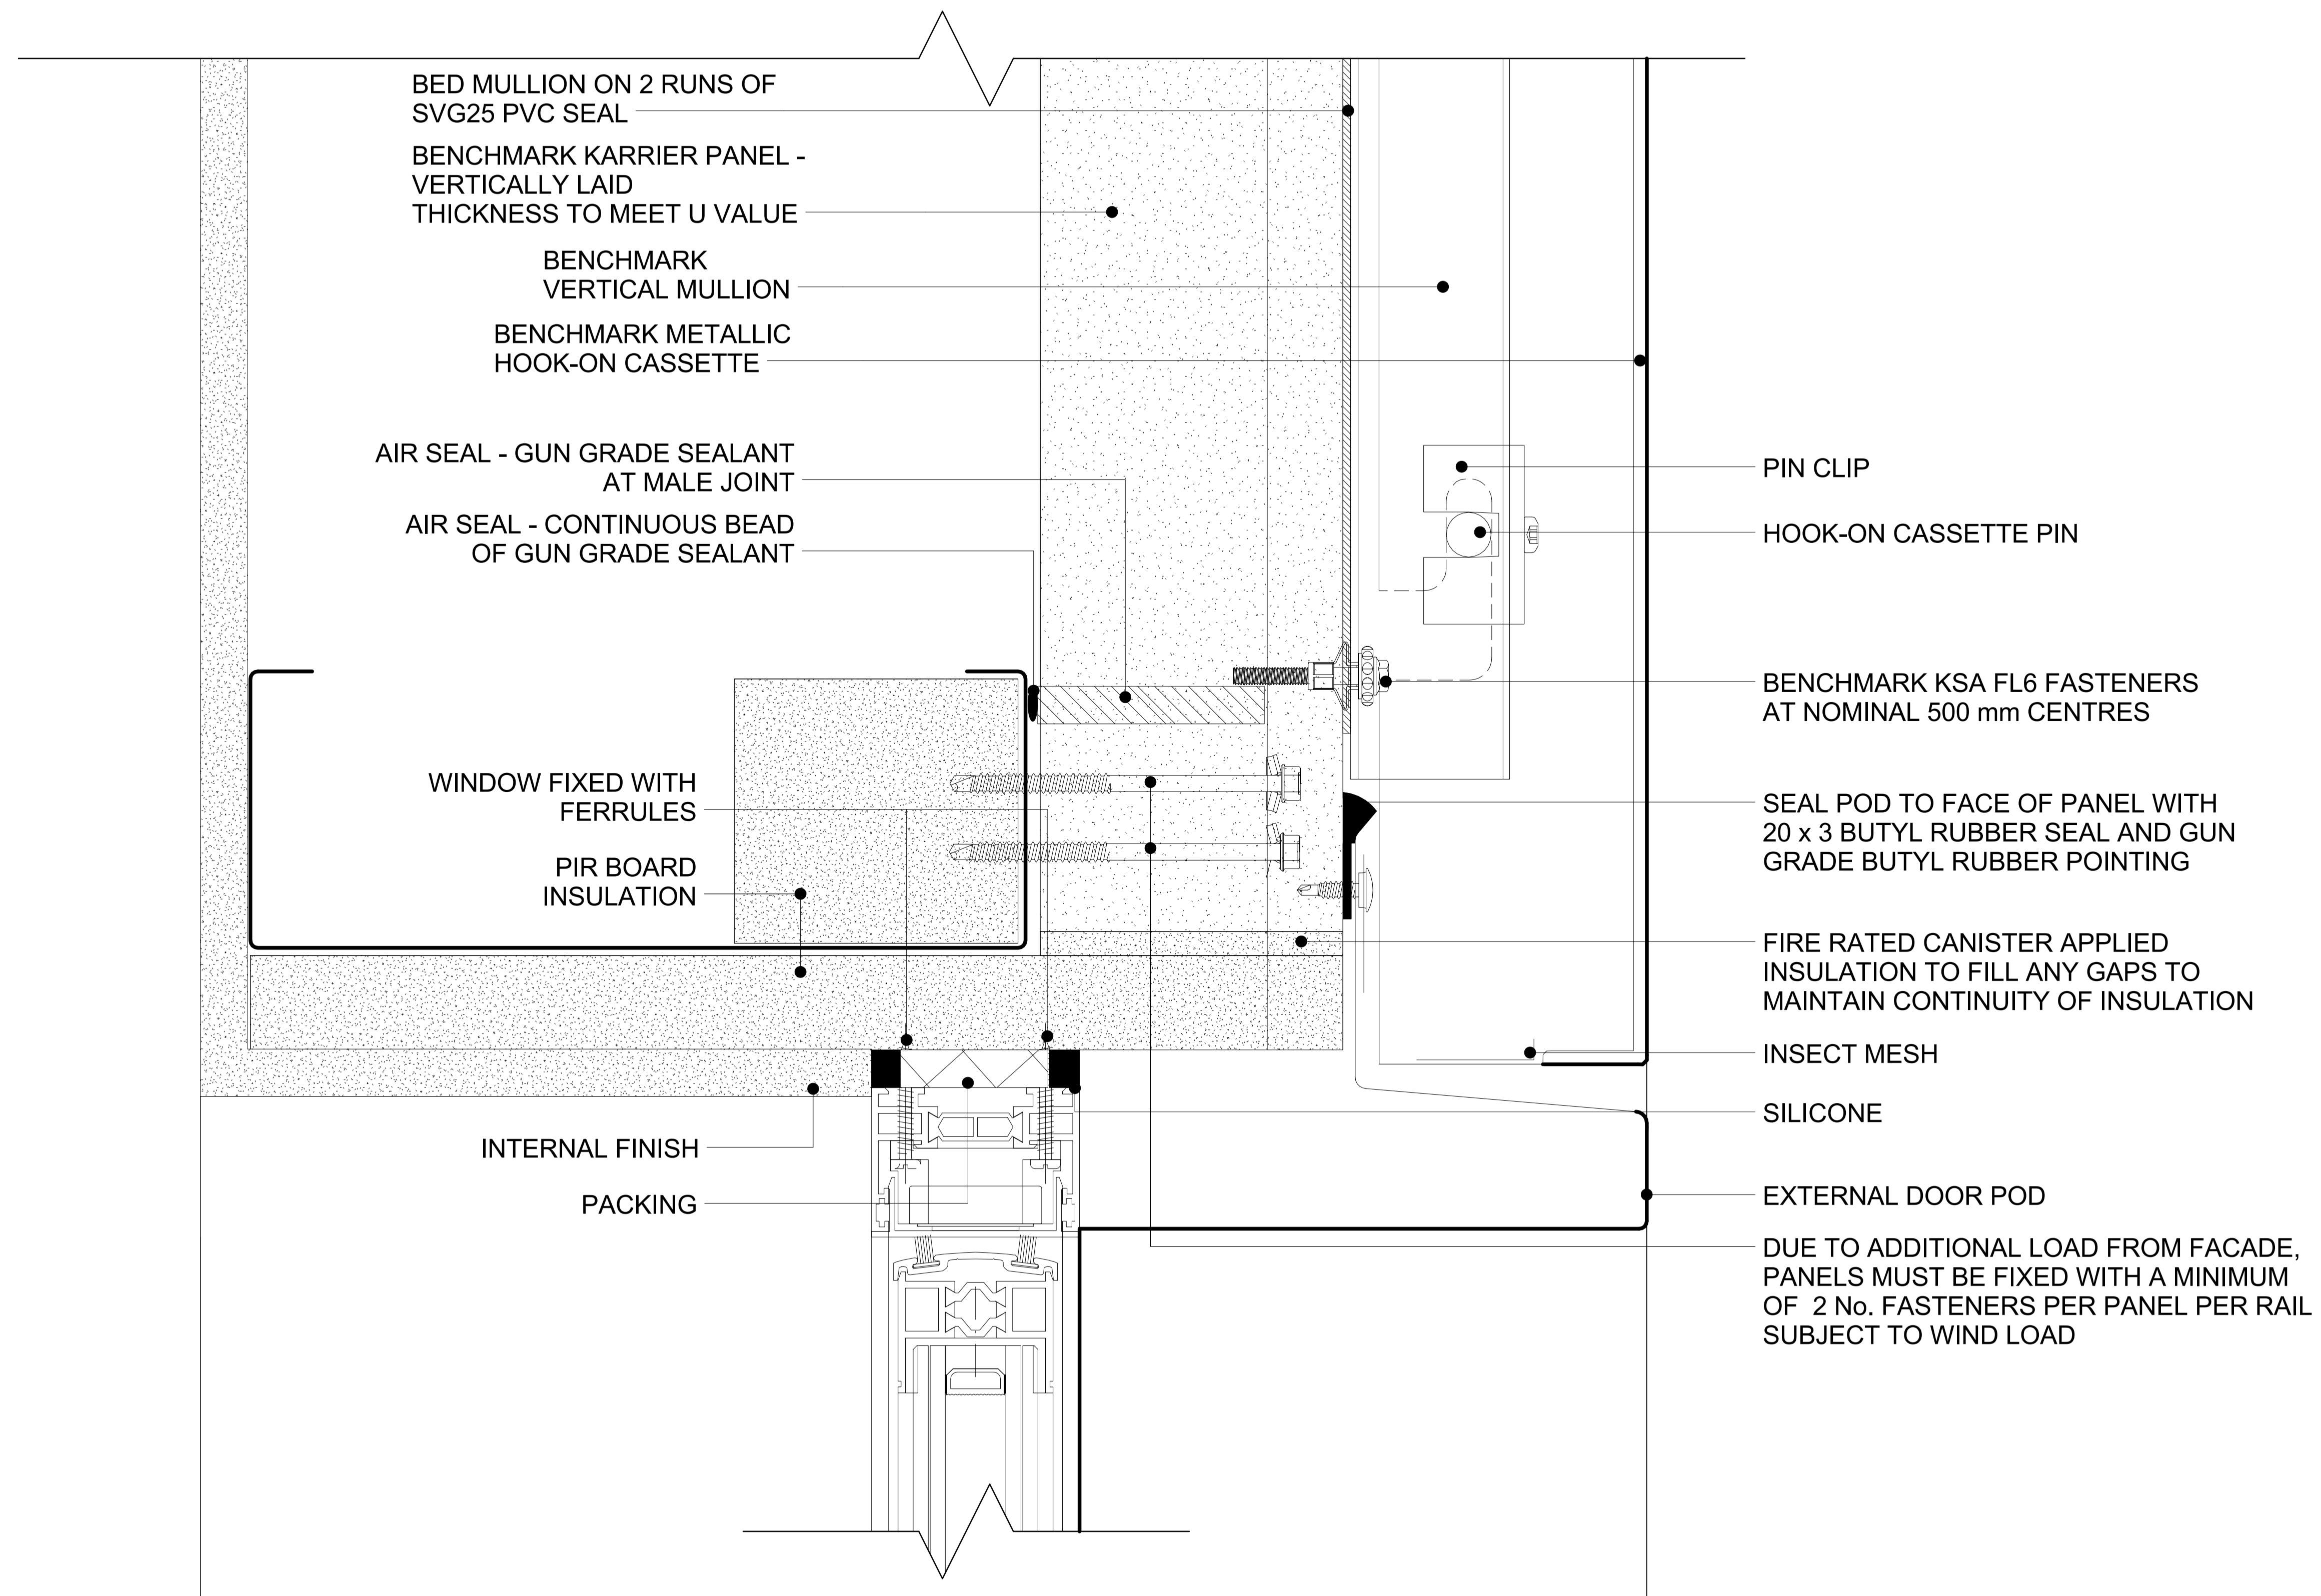 BED MULLION ON 2 RUNS OF
SVG25 PVC SEAL
BENCHMARK KARRIER PANEL -
VERTICALLY LAID
THICKNESS TO MEET U VALUE
BENCHMARK
VERTICAL MULLION
BENCHMARK METALLIC
HOOK-ON CASSETTE
AIR SEAL - GUN GRADE SEALANT
AT MALE JOINT
AIR SEAL - CONTINUOUS BEAD
OF GUN GRADE SEALANT
WINDOW FIXED WITH
FERRULES
PIR BOARD
INSULATION
INTERNAL FINISH
PACKING
PIN CLIP
HOOK-ON CASSETTE PIN
BENCHMARK KSA FL6 FASTENERS
AT NOMINAL 500 mm CENTRES
SEAL POD TO FACE OF PANEL WITH
20 x 3 BUTYL RUBBER SEAL AND GUN
GRADE BUTYL RUBBER POINTING
FIRE RATED CANISTER APPLIED
INSULATION TO FILL ANY GAPS TO
MAINTAIN CONTINUITY OF INSULATION
INSECT MESH
SILICONE
EXTERNAL DOOR POD
DUE TO ADDITIONAL LOAD FROM FACADE,
PANELS MUST BE FIXED WITH A MINIMUM
OF  2 No. FASTENERS PER PANEL PER RAIL
SUBJECT TO WIND LOAD